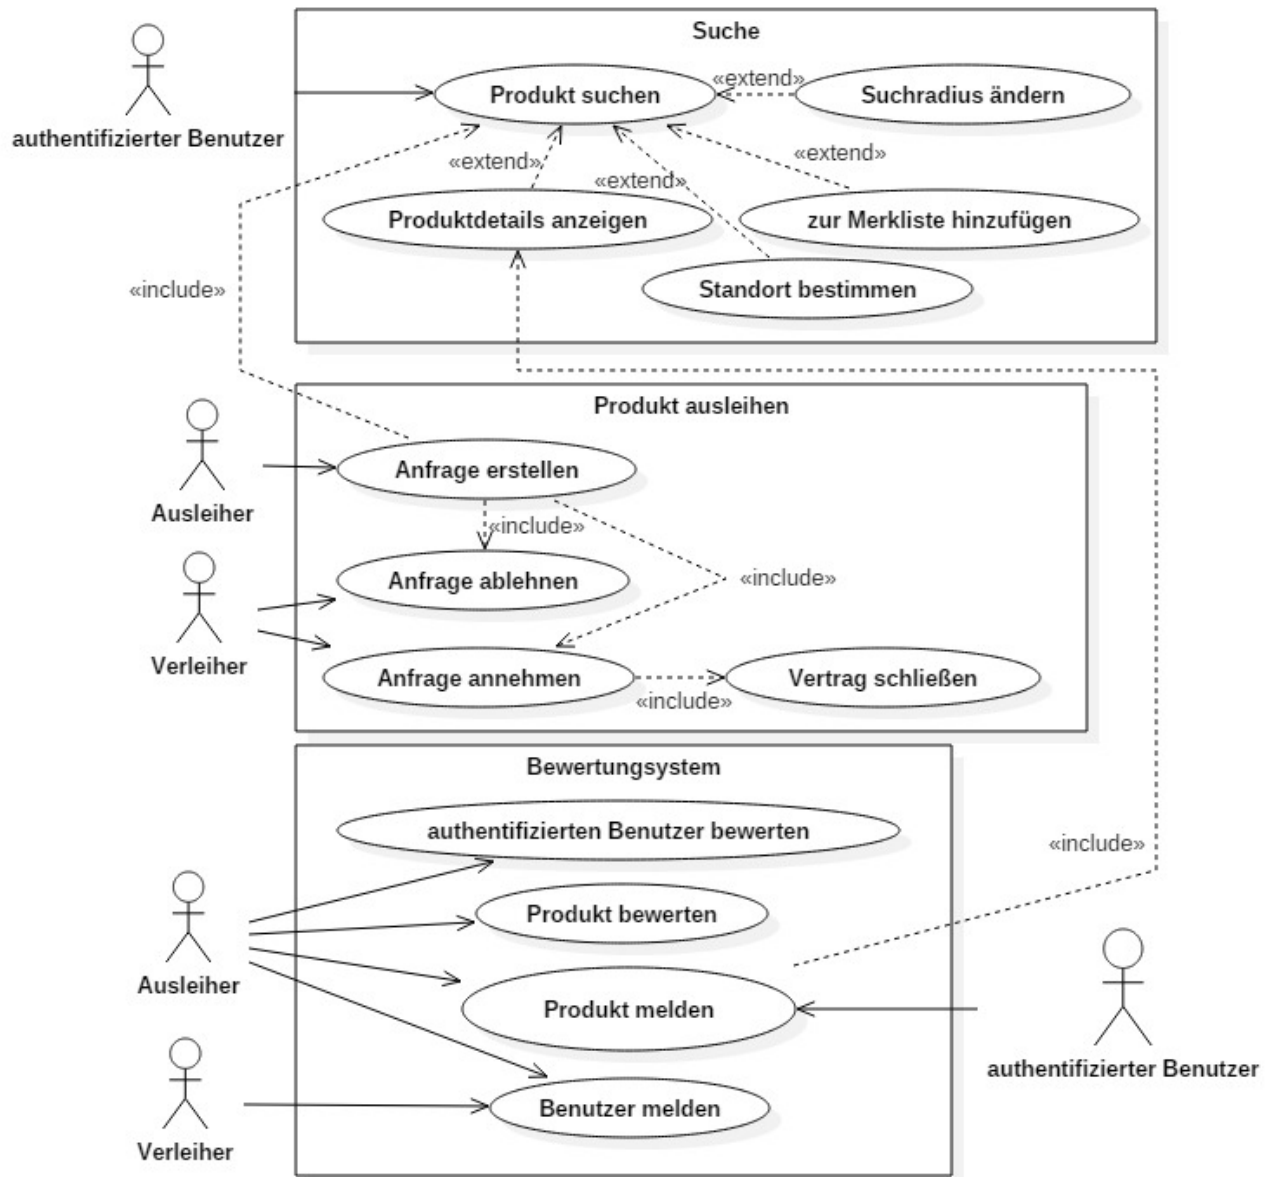 Suche
authentifizierter Benutzer
Produkt suchen
«extend»
Suchradius ändern
«extend»
«extend»
«extend»
Produktdetails anzeigen
zur Merkliste hinzufügen
Standort bestimmen
«include»
Produkt ausleihen
Ausleiher
Anfrage erstellen
«include»
Verleiher
Anfrage ablehnen
«include»
Anfrage annehmen
«include»
Vertrag schließen
Bewertungsystem
authentifizierten Benutzer bewerten
«include»
Ausleiher
Produkt bewerten
Produkt melden
authentifizierter Benutzer
Verleiher
Benutzer melden